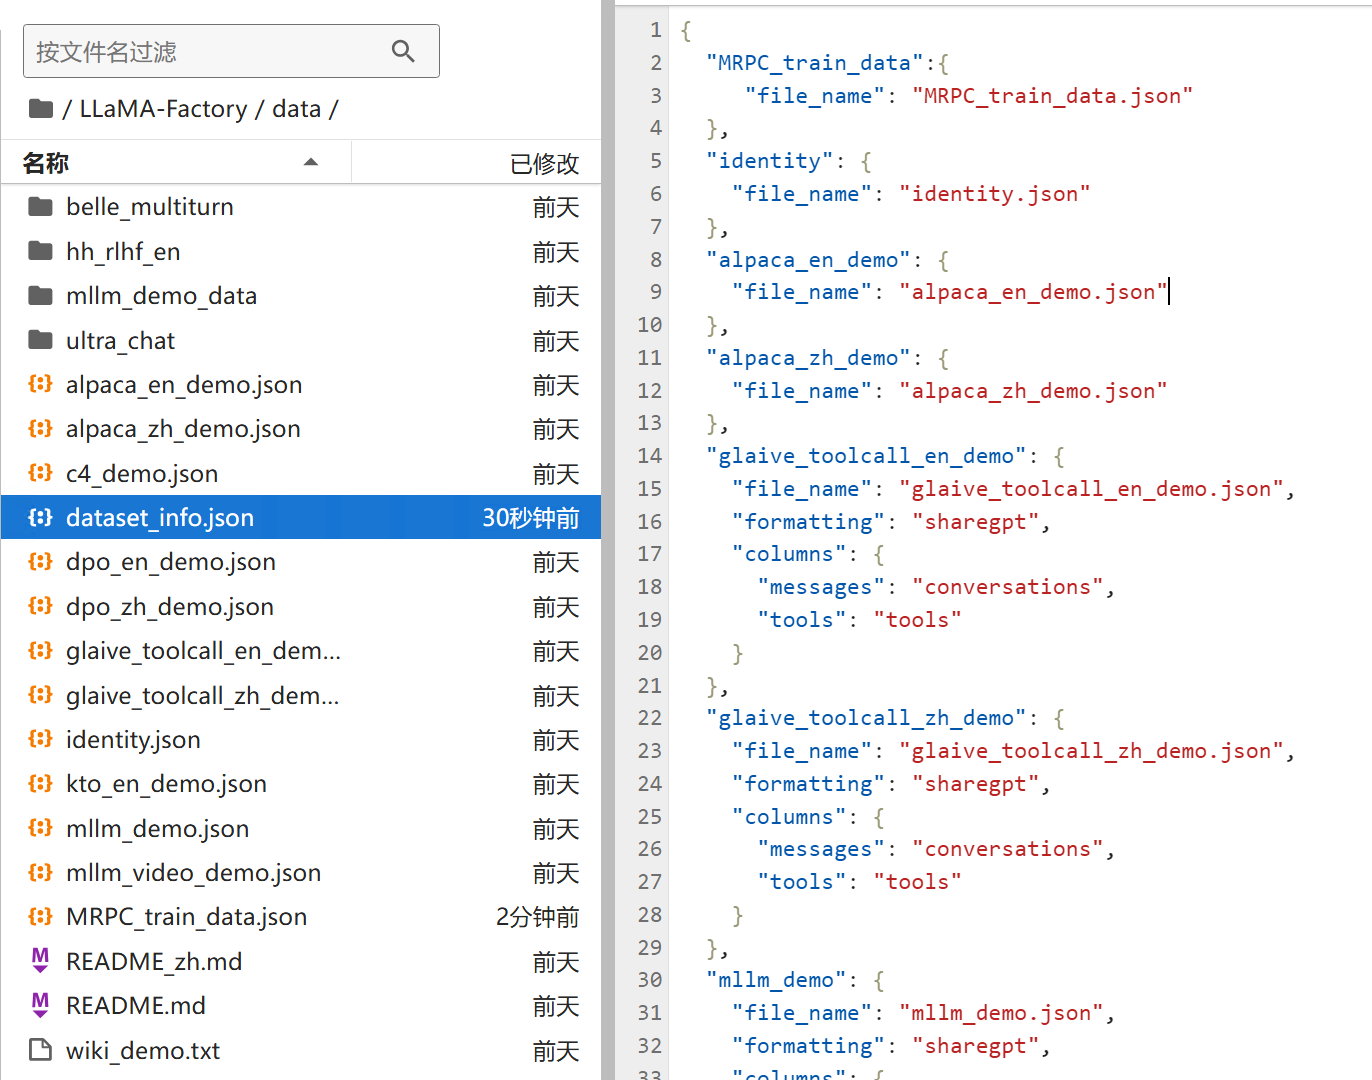 按文件名过滤
/ LLaMA-Factory / data /
名称 已修改
belle_multiturn 前天
hh_rlhf_en 前天
mllm_demo_data 前天
ultra_chat 前天
alpaca_en_demo.json 前天
alpaca_zh_demo.json 前天
c4_demo.json 前天
dataset_info.json 30秒钟前
dpo_en_demo.json 前天
dpo_zh_demo.json 前天
glaive_toolcall_en_dem... 前天
glaive_toolcall_zh_dem... 前天
identity.json 前天
kto_en_demo.json 前天
mllm_demo.json 前天
mllm_video_demo.json 前天
MRPC_train_data.json 2分钟前
README_zh.md 前天
README.md 前天
wiki_demo.txt 前天
1 {
2 "MRPC_train_data":{
3 "file_name": "MRPC_train_data.json"
4 },
5 "identity": {
6 "file_name": "identity.json"
7 },
8 "alpaca_en_demo": {
9 "file_name": "alpaca_en_demo.json"
10 },
11 "alpaca_zh_demo": {
12 "file_name": "alpaca_zh_demo.json"
13 },
14 "glaive_toolcall_en_demo": {
15 "file_name": "glaive_toolcall_en_demo.json",
16 "formatting": "sharegpt",
17 "columns": {
18 "messages": "conversations",
19 "tools": "tools"
20 }
21 },
22 "glaive_toolcall_zh_demo": {
23 "file_name": "glaive_toolcall_zh_demo.json",
24 "formatting": "sharegpt",
25 "columns": {
26 "messages": "conversations",
27 "tools": "tools"
28 }
29 },
30 "mllm_demo": {
31 "file_name": "mllm_demo.json",
32 "formatting": "sharegpt",
33 "columns": {